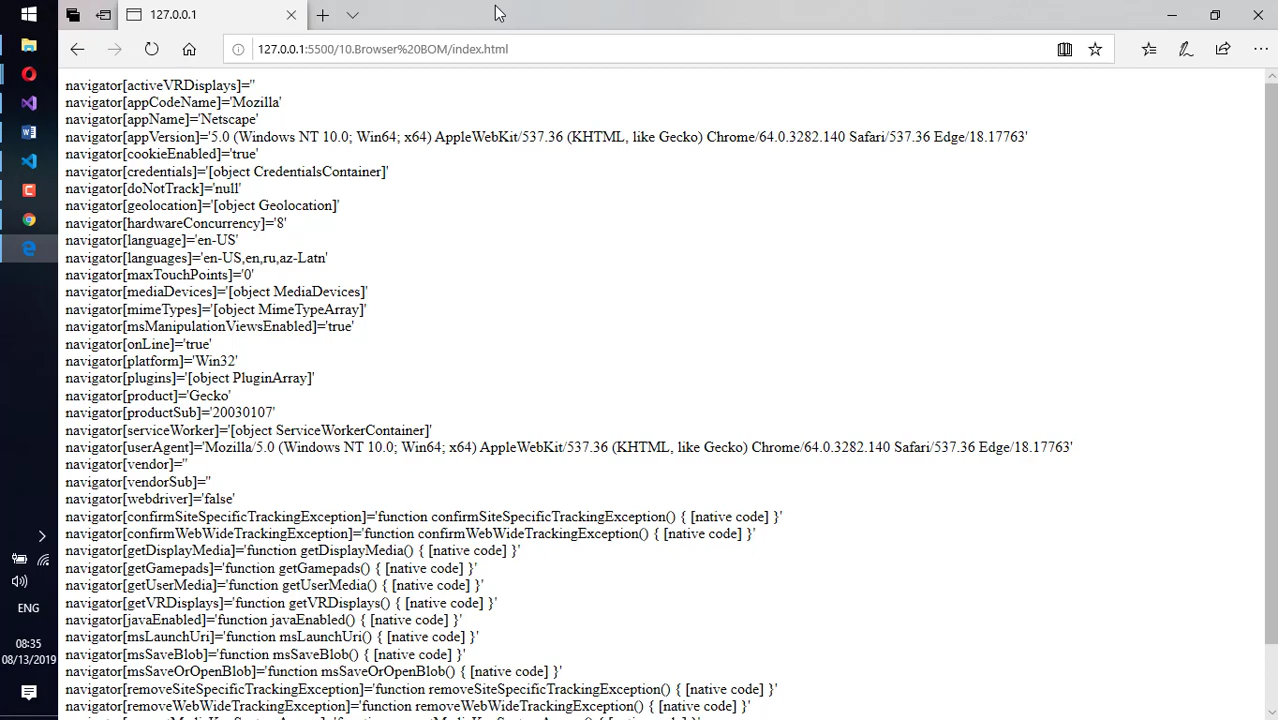 127.0.0.1
127.0.0.1:5500/10.Browser%20BOM/index.html
navigator[activeVRDisplays]=''
navigator[appCodeName]='Mozilla'
navigator[appName]='Netscape'
navigator[appVersion]='5.0 (Windows NT 10.0; Win64; x64) AppleWebKit/537.36 (KHTML, like Gecko) Chrome/64.0.3282.140 Safari/537.36 Edge/18.17763'
navigator[cookieEnabled]='true'
navigator[credentials]='[object CredentialsContainer]'
navigator[doNotTrack]='null'
navigator[geolocation]='[object Geolocation]'
navigator[hardwareConcurrency]='8'
navigator[language]='en-US'
navigator[languages]='en-US,en,ru,az-Latn'
navigator[maxTouchPoints]='0'
navigator[mediaDevices]='[object MediaDevices]'
navigator[mimeTypes]='[object MimeTypeArray]'
navigator[msManipulationViewsEnabled]='true'
navigator[onLine]='true'
navigator[platform]='Win32'
navigator[plugins]='[object PluginArray]'
navigator[product]='Gecko'
navigator[productSub]='20030107'
navigator[serviceWorker]='[object ServiceWorkerContainer]'
navigator[userAgent]='Mozilla/5.0 (Windows NT 10.0; Win64; x64) AppleWebKit/537.36 (KHTML, like Gecko) Chrome/64.0.3282.140 Safari/537.36 Edge/18.17763'
navigator[vendor]=''
navigator[vendorSub]=''
navigator[webdriver]='false'
navigator[confirmSiteSpecificTrackingException]='function confirmSiteSpecificTrackingException() { [native code] }'
navigator[confirmWebWideTrackingException]='function confirmWebWideTrackingException() { [native code] }'
navigator[getDisplayMedia]='function getDisplayMedia() { [native code] }'
navigator[getGamepads]='function getGamepads() { [native code] }'
navigator[getUserMedia]='function getUserMedia() { [native code] }'
navigator[getVRDisplays]='function getVRDisplays() { [native code] }'
navigator[javaEnabled]='function javaEnabled() { [native code] }'
navigator[msLaunchUri]='function msLaunchUri() { [native code] }'
navigator[msSaveBlob]='function msSaveBlob() { [native code] }'
navigator[msSaveOrOpenBlob]='function msSaveOrOpenBlob() { [native code] }'
navigator[removeSiteSpecificTrackingException]='function removeSiteSpecificTrackingException() { [native code] }'
navigator[removeWebWideTrackingException]='function removeWebWideTrackingException() { [native code] }'
ENG
08:35
08/13/2019